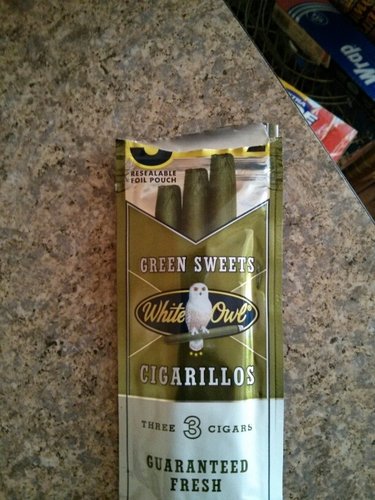 Wrap
RESEALABLE
FOIL POUCH
GREEN SWEETS
White Owl®
CIGARILLOS
THREE 3 CIGARS
GUARANTEED
FRESH